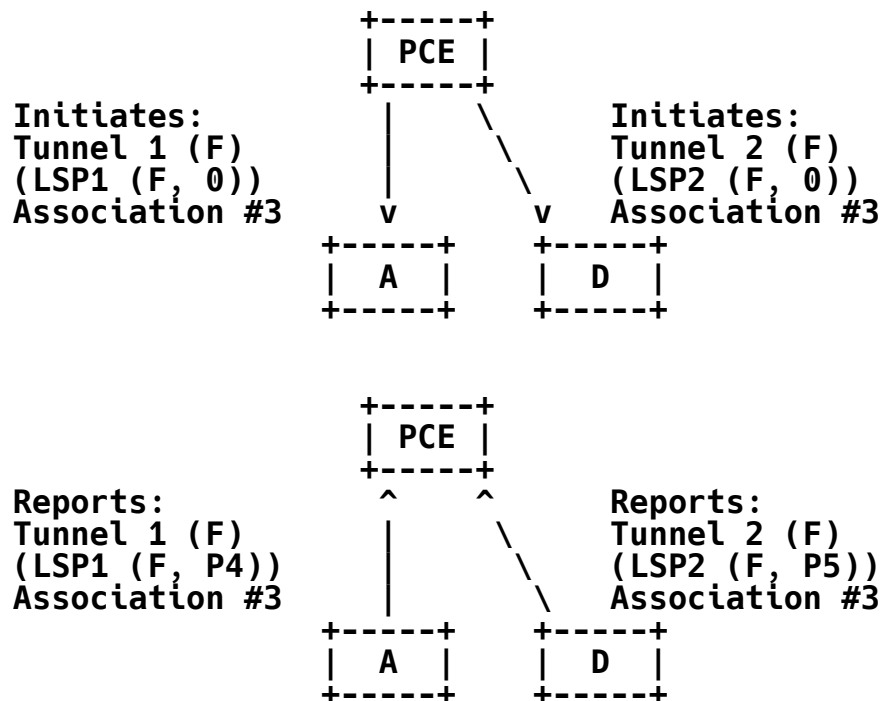 +-----+
                            | PCE |
                            +-----+
Initiates:                    |      \         Initiates:
Tunnel 1 (F)                  |       \        Tunnel 2 (F)
(LSP1 (F, 0))                 |        \       (LSP2 (F, 0))
Association #3                v         v      Association #3
                         +-----+      +-----+
                         |  A  |      |  D  |
                         +-----+      +-----+

                            +-----+
                            | PCE |
                            +-----+
Reports:                      ^      ^         Reports:
Tunnel 1 (F)                  |       \        Tunnel 2 (F)
(LSP1 (F, P4))                |        \       (LSP2 (F, P5))
Association #3                |         \      Association #3
                         +-----+      +-----+
                         |  A  |      |  D  |
                         +-----+      +-----+